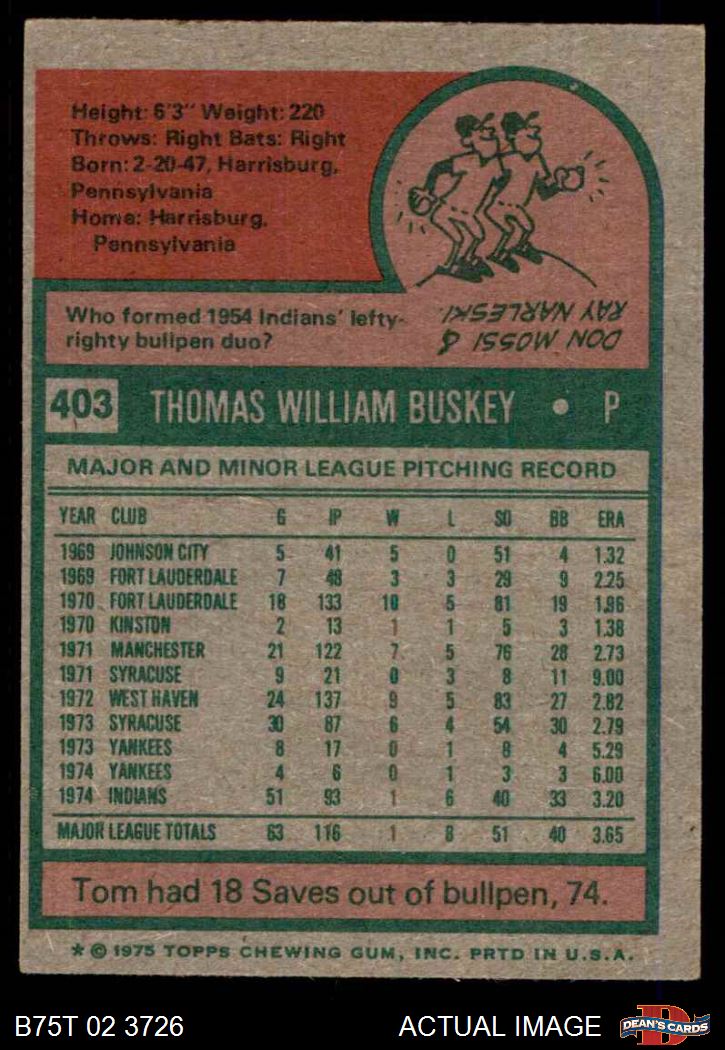 Height: 6'3" Weight: 220
Throws: Right Bats: Right
Born: 2-20-47, Harrisburg,
Pennsylvania
Home: Harrisburg,
Pennsylvania
Who formed 1954 Indians' lefty-
righty bullpen duo?
DON MOSSI &
RAY NARLESKI.
403 THOMAS WILLIAM BUSKEY • P
MAJOR AND MINOR LEAGUE PITCHING RECORD
YEAR CLUB G IP W L SO BB ERA
1969 JOHNSON CITY 5 41 5 0 51 4 1.32
1969 FORT LAUDERDALE 7 48 3 3 29 9 2.25
1970 FORT LAUDERDALE 18 133 10 5 81 19 1.96
1970 KINSTON 2 13 1 1 5 3 1.38
1971 MANCHESTER 21 122 7 5 76 28 2.73
1971 SYRACUSE 9 21 0 3 8 11 9.00
1972 WEST HAVEN 24 137 9 5 83 27 2.82
1973 SYRACUSE 30 87 6 4 54 30 2.79
1973 YANKEES 8 17 0 1 8 4 5.29
1974 YANKEES 4 6 0 1 3 3 6.00
1974 INDIANS 51 93 1 6 40 33 3.20
MAJOR LEAGUE TOTALS 63 116 1 8 51 40 3.65
Tom had 18 Saves out of bullpen, 74.
* © 1975 TOPPS CHEWING GUM, INC. PRTD IN U.S.A.
B75T 02 3726 ACTUAL IMAGE
D
DEAN'S CARDS